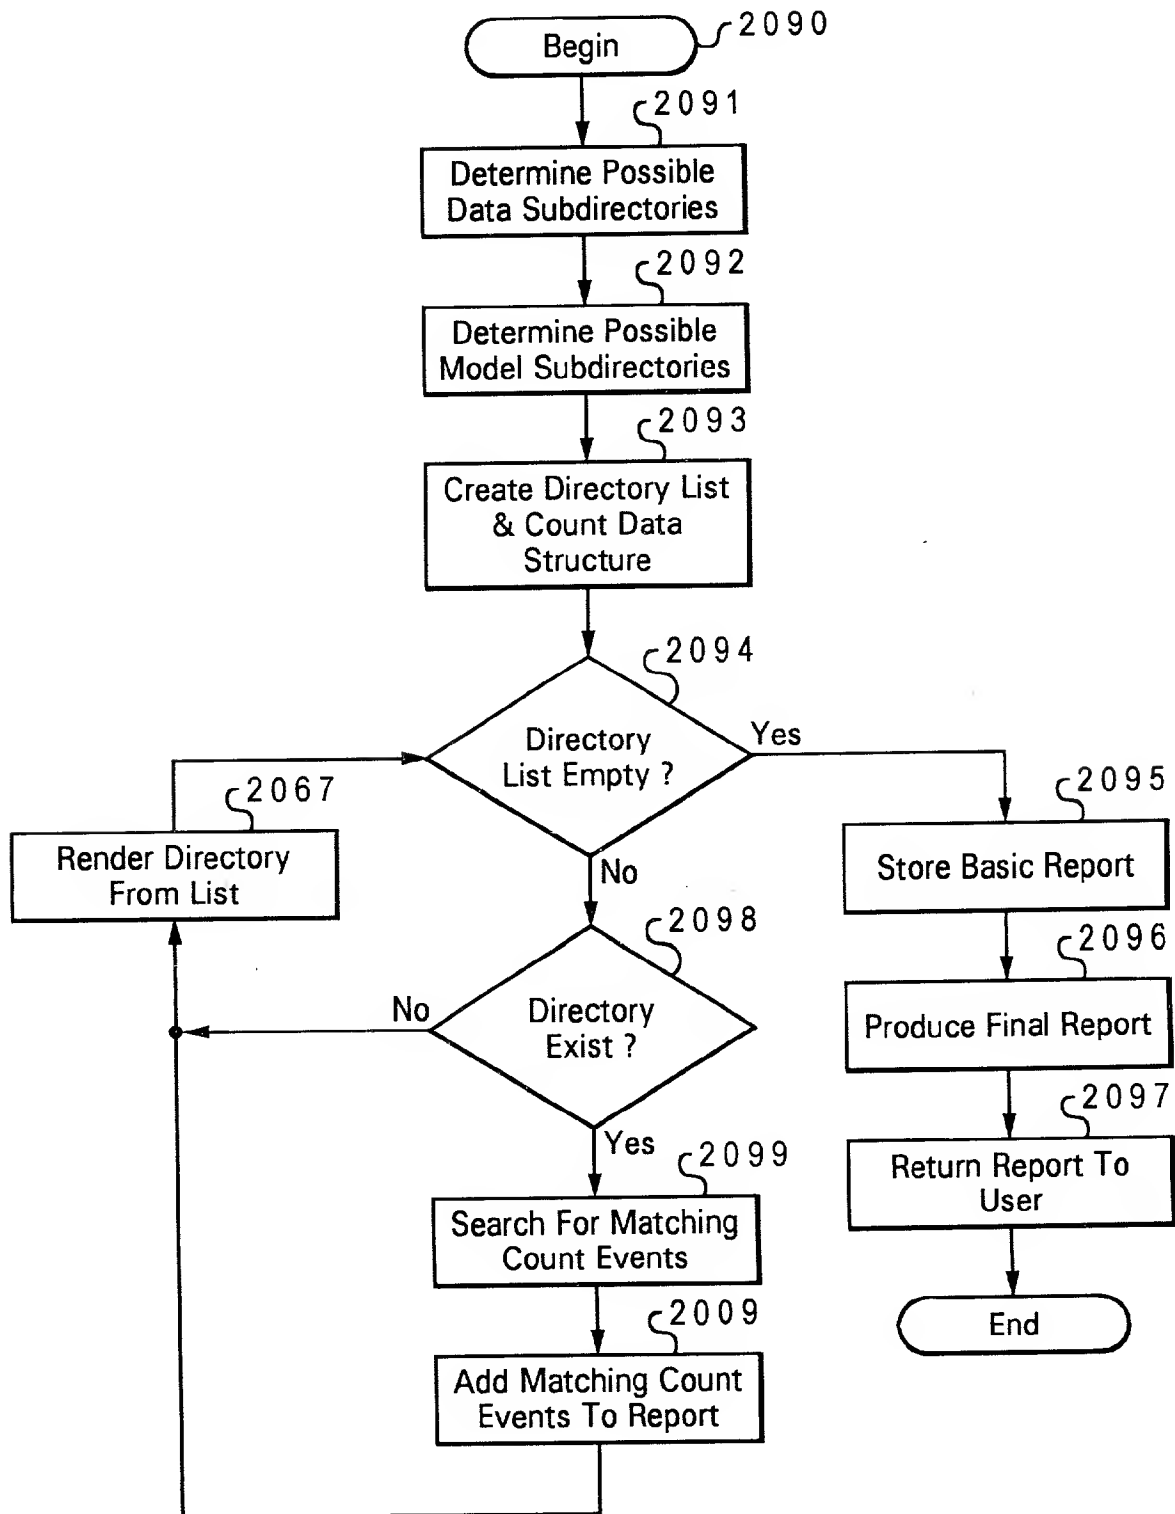 Begin
2090
2091
Determine Possible
Data Subdirectories
2092
Determine Possible
Model Subdirectories
2093
Create Directory List
& Count Data
Structure
2094
Directory
List Empty ?
Yes
No
2067
Render Directory
From List
2095
Store Basic Report
2098
Directory
Exist ?
No
Yes
2096
Produce Final Report
2097
Return Report To
User
End
2099
Search For Matching
Count Events
2009
Add Matching Count
Events To Report